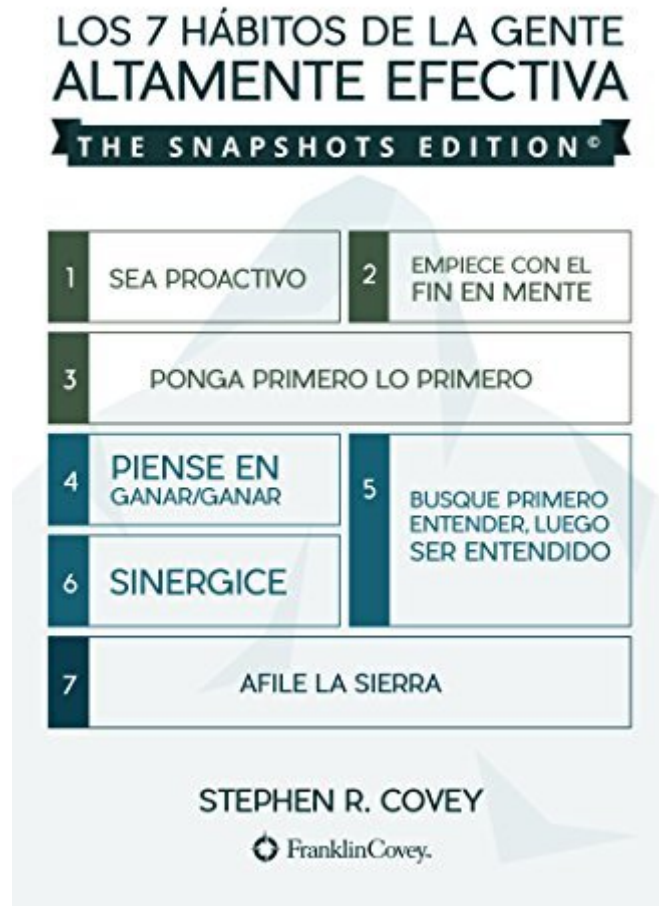 LOS 7 HÁBITOS DE LA GENTE
ALTAMENTE EFECTIVA
THE SNAPSHOTS EDITION©
1 SEA PROACTIVO
2 EMPIECE CON EL
FIN EN MENTE
3 PONGA PRIMERO LO PRIMERO
4 PIENSE EN
GANAR/GANAR
5 BUSQUE PRIMERO
ENTENDER, LUEGO
SER ENTENDIDO
6 SINERGICE
7 AFILE LA SIERRA
STEPHEN R. COVEY
FranklinCovey.